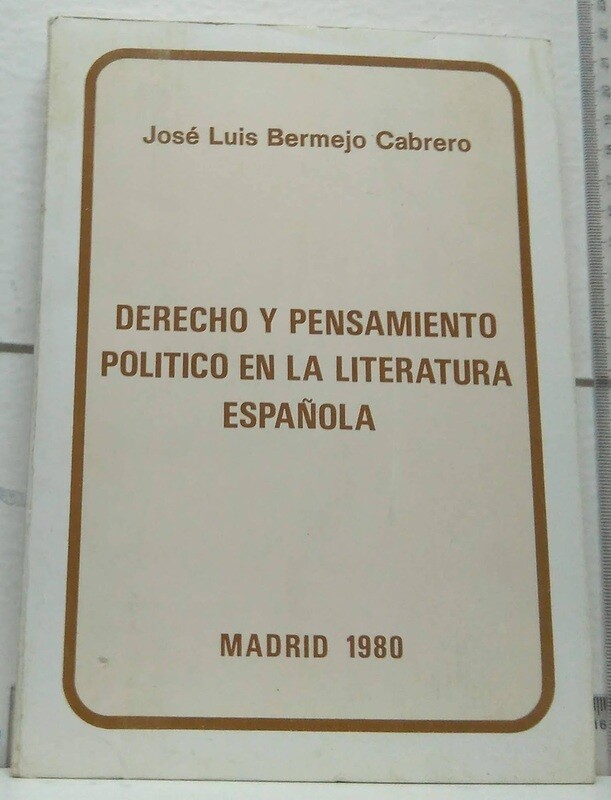 José Luis Bermejo Cabrero
DERECHO Y PENSAMIENTO
POLITICO EN LA LITERATURA
ESPAÑOLA
MADRID 1980